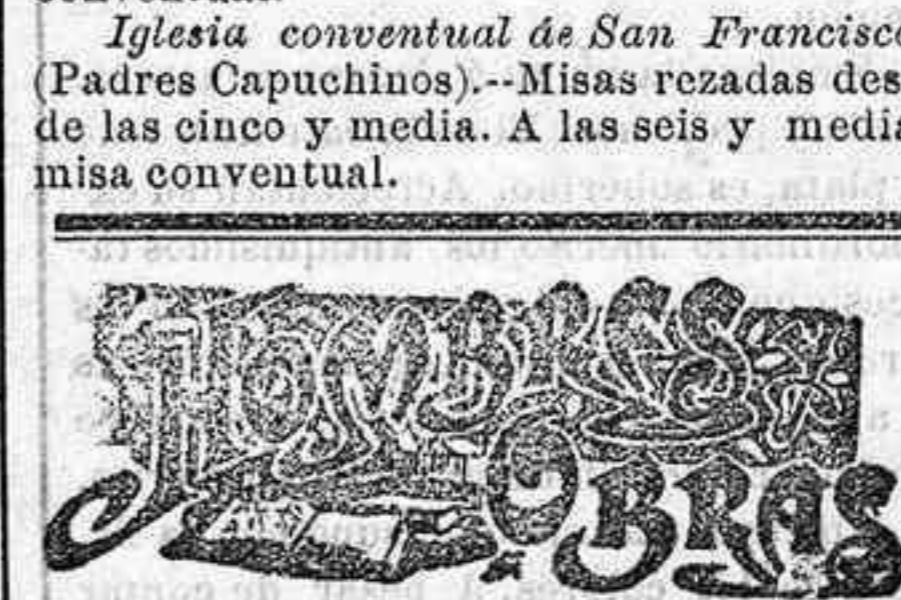 Iglesia conventual de San Francisco
(Padres Capuchinos).--Misas rezadas des
de las cinco y media. A las seis y media
misa conventual.
HOMBRES
OBRAS